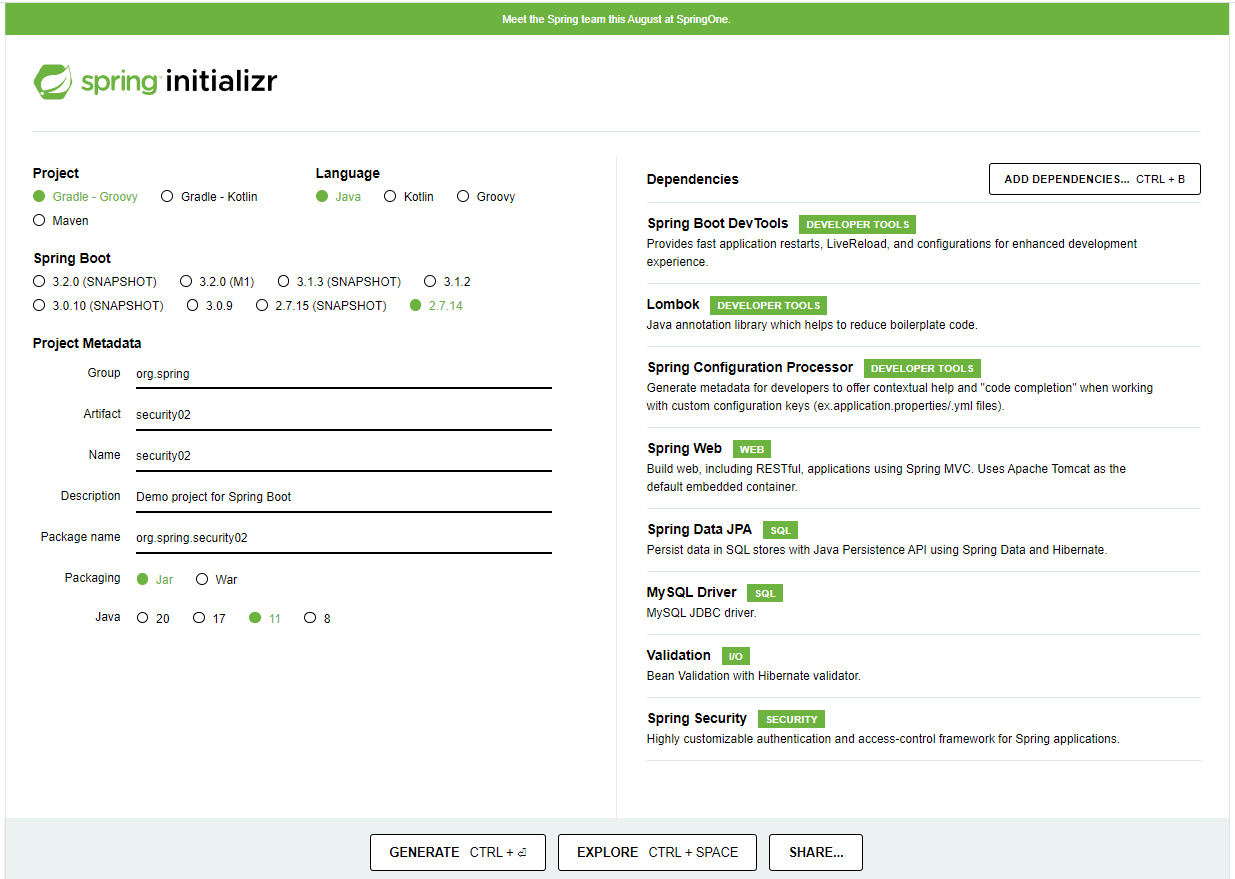 Meet the Spring team this August at SpringOne.
spring initializr
Project
Gradle - Groovy Gradle - Kotlin
Maven
Language
Java Kotlin Groovy
Spring Boot
3.2.0 (SNAPSHOT) 3.2.0 (M1) 3.1.3 (SNAPSHOT) 3.1.2
3.0.10 (SNAPSHOT) 3.0.9 2.7.15 (SNAPSHOT) 2.7.14
Project Metadata
Group org.spring
Artifact security02
Name security02
Description Demo project for Spring Boot
Package name org.spring.security02
Packaging Jar War
Java 20 17 11 8
Dependencies ADD DEPENDENCIES... CTRL + B
Spring Boot DevTools DEVELOPER TOOLS
Provides fast application restarts, LiveReload, and configurations for enhanced development
experience.
Lombok DEVELOPER TOOLS
Java annotation library which helps to reduce boilerplate code.
Spring Configuration Processor DEVELOPER TOOLS
Generate metadata for developers to offer contextual help and "code completion" when working
with custom configuration keys (ex.application.properties/.yml files).
Spring Web WEB
Build web, including RESTful, applications using Spring MVC. Uses Apache Tomcat as the
default embedded container.
Spring Data JPA SQL
Persist data in SQL stores with Java Persistence API using Spring Data and Hibernate.
MySQL Driver SQL
MySQL JDBC driver.
Validation I/O
Bean Validation with Hibernate validator.
Spring Security SECURITY
Highly customizable authentication and access-control framework for Spring applications.
GENERATE CTRL + ⏎ EXPLORE CTRL + SPACE SHARE...